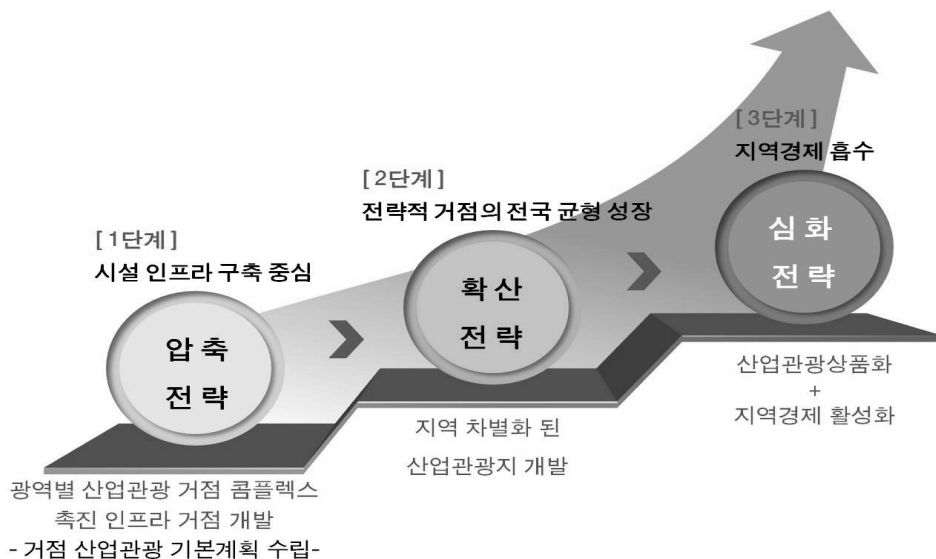 [1단계]
시설 인프라 구축 중심
압축
전략
광역별 산업관광 거점 콤플렉스
촉진 인프라 거점 개발
- 거점 산업관광 기본계획 수립-
[2단계]
전략적 거점의 전국 균형 성장
확산
전략
지역 차별화 된
산업관광지 개발
[3단계]
지역경제 흡수
심화
전략
산업관광상품화
+
지역경제 활성화